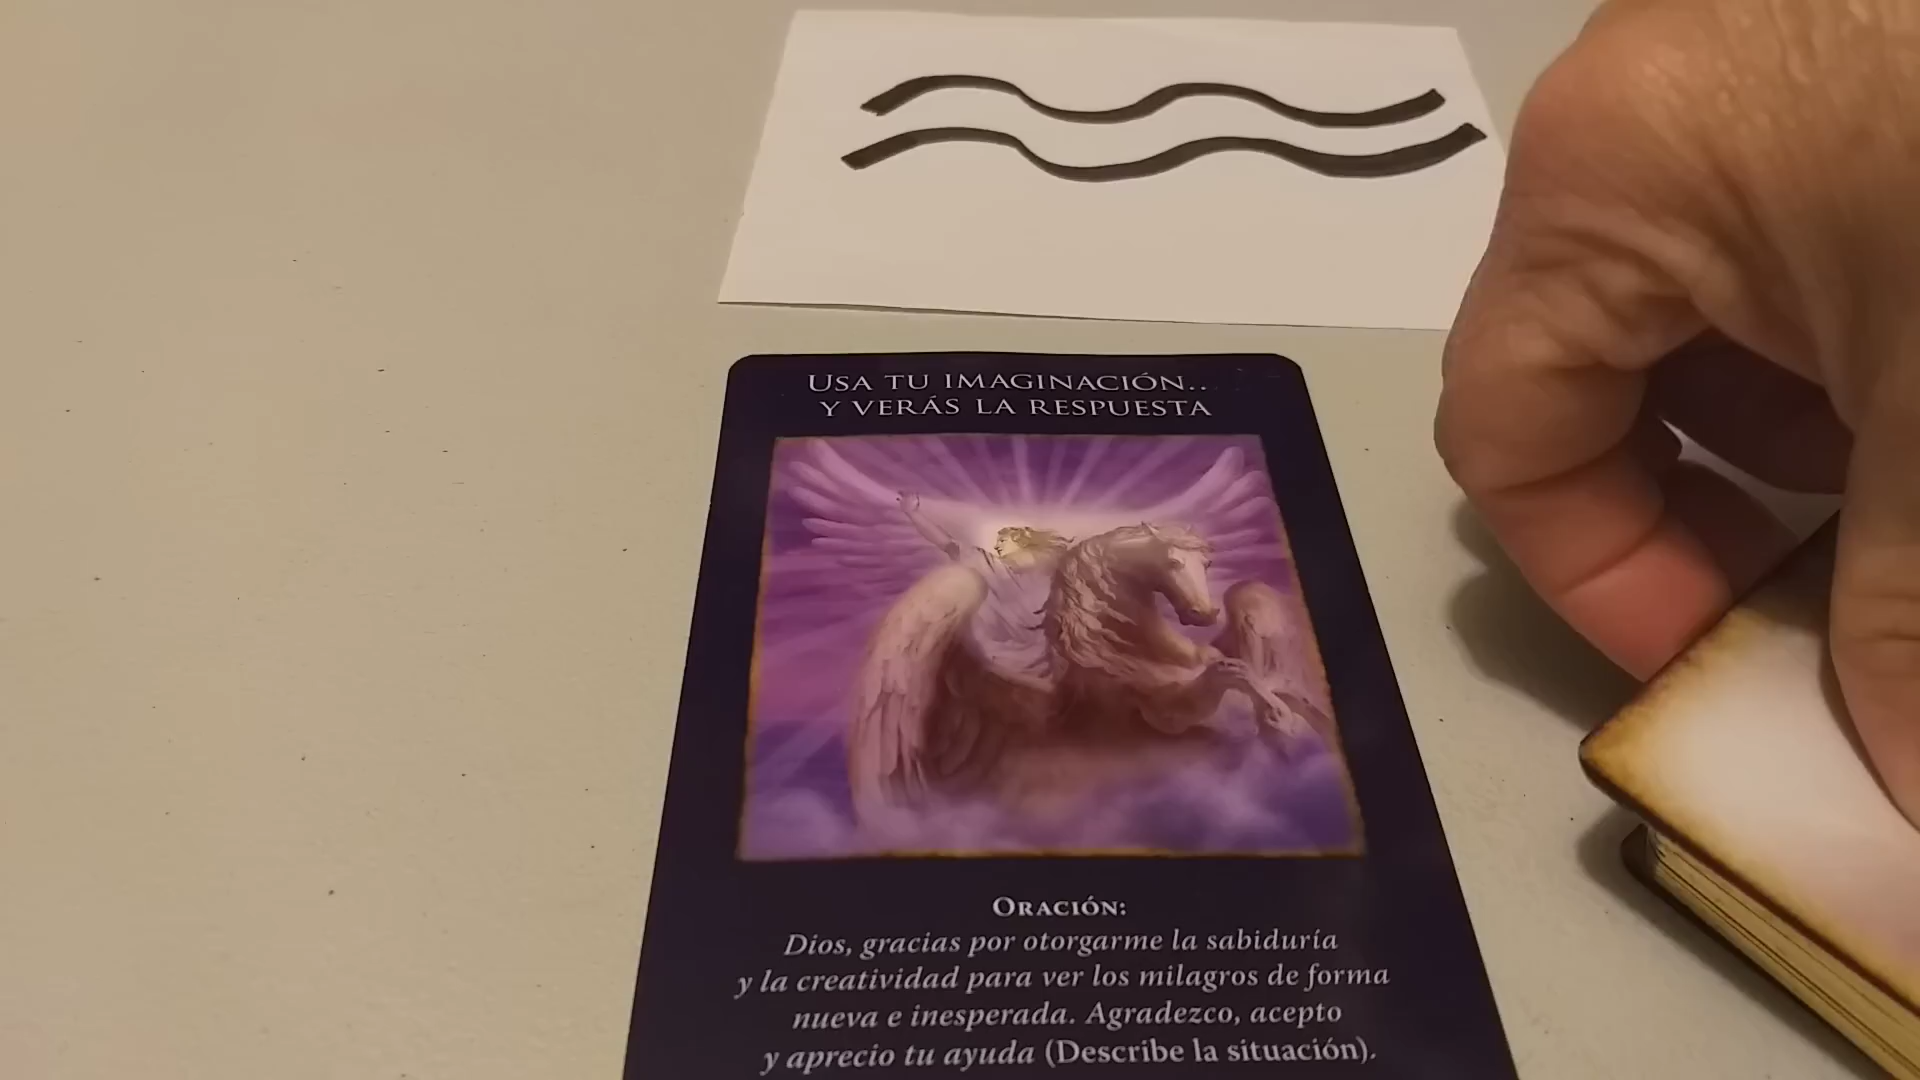 USA TU IMAGINACIÓN...
Y VERÁS LA RESPUESTA
ORACIÓN:
Dios, gracias por otorgarme la sabiduría
y la creatividad para ver los milagros de forma
nueva e inesperada. Agradezco, acepto
y aprecio tu ayuda (Describe la situación).